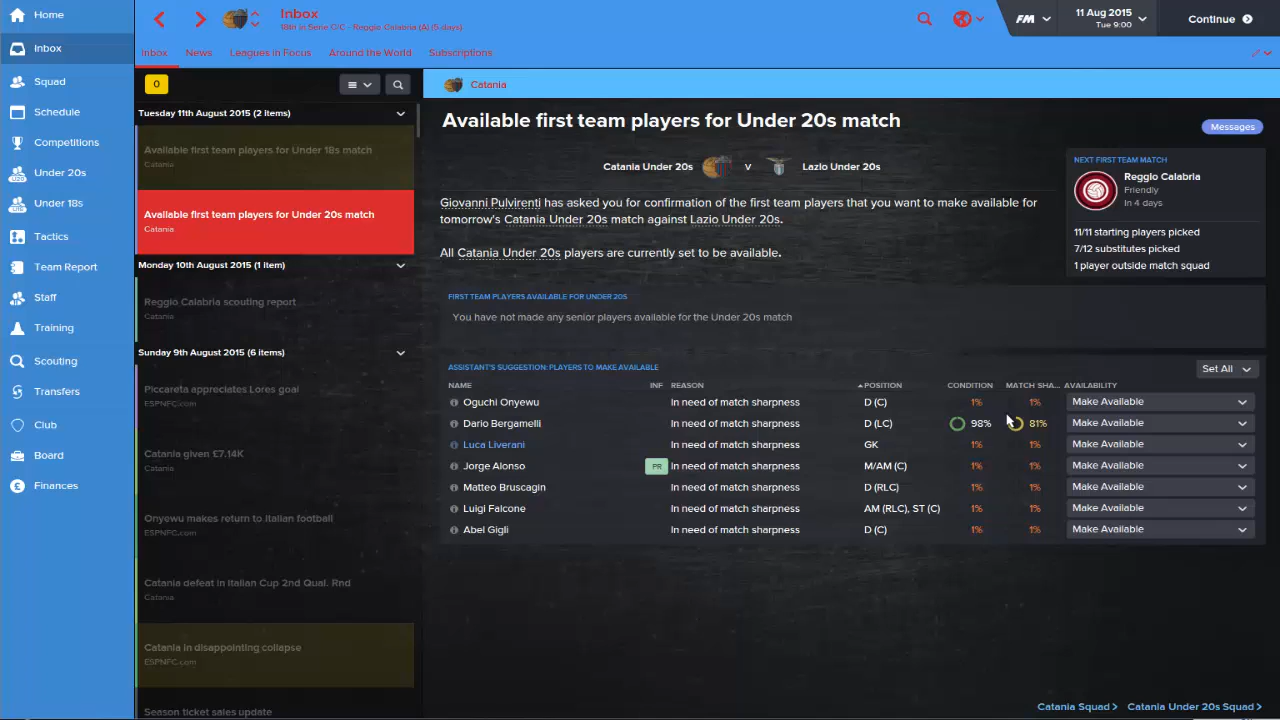 Home
Inbox
Squad
Schedule
Competitions
Under 20s
Under 18s
Tactics
Team Report
Staff
Training
Scouting
Transfers
Club
Board
Finances
Inbox
18th in Serie C/C - Reggio Catania (A) (5 days)
FM
11 Aug 2015
Tue 9:00
Continue
Inbox
News
Leagues in Focus
Around the World
Subscriptions
0
Tuesday 11th August 2015 (2 items)
Available first team players for Under 18s match
Catania
Available first team players for Under 20s match
Catania
Monday 10th August 2015 (1 item)
Reggio Calabria scouting report
Catania
Sunday 9th August 2015 (6 items)
Piccareta appreciates Lores goal
ESPNFC.com
Catania given £7.14K
Catania
Onyewu makes return to Italian football
ESPNFC.com
Catania defeat in Italian Cup 2nd Qual. Rnd
Catania
Catania in disappointing collapse
ESPNFC.com
Season ticket sales update
Catania
Available first team players for Under 20s match
Messages
Catania Under 20s v Lazio Under 20s
Giovanni Pulvirenti has asked you for confirmation of the first team players that you want to make available for
tomorrow's Catania Under 20s match against Lazio Under 20s.
All Catania Under 20s players are currently set to be available.
NEXT FIRST TEAM MATCH
Reggio Calabria
Friendly
In 4 days
11/11 starting players picked
7/12 substitutes picked
1 player outside match squad
FIRST TEAM PLAYERS AVAILABLE FOR UNDER 20S
You have not made any senior players available for the Under 20s match
ASSISTANT'S SUGGESTION: PLAYERS TO MAKE AVAILABLE
Set All
NAME INF REASON POSITION CONDITION MATCH SHA... AVAILABILITY
Oguchi Onyewu In need of match sharpness D (C) 1% 1% Make Available
Dario Bergamelli In need of match sharpness D (LC) 98% 81% Make Available
Luca Liverani In need of match sharpness GK 1% 1% Make Available
Jorge Alonso PR In need of match sharpness M/AM (C) 1% 1% Make Available
Matteo Bruscagin In need of match sharpness D (RLC) 1% 1% Make Available
Luigi Falcone In need of match sharpness AM (RLC), ST (C) 1% 1% Make Available
Abel Gigli In need of match sharpness D (C) 1% 1% Make Available
Catania Squad >
Catania Under 20s Squad >